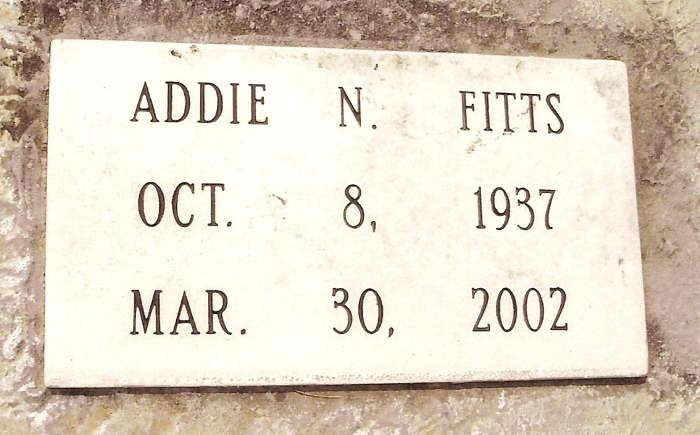 ADDIE N. FITTS
OCT. 8, 1937
MAR. 30, 2002